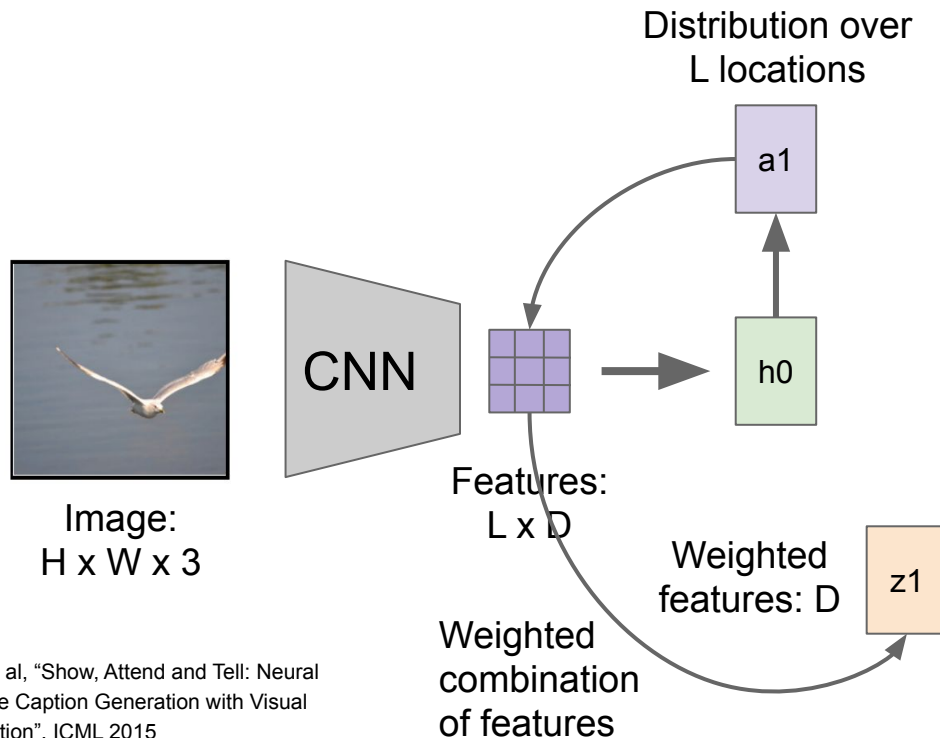 Distribution over
L locations
a1
CNN
h0
Features:
L x D
Image:
H x W x 3
Weighted
features: D
z1
Weighted
combination
of features
al, “Show, Attend and Tell: Neural
Caption Generation with Visual
ICML 2015